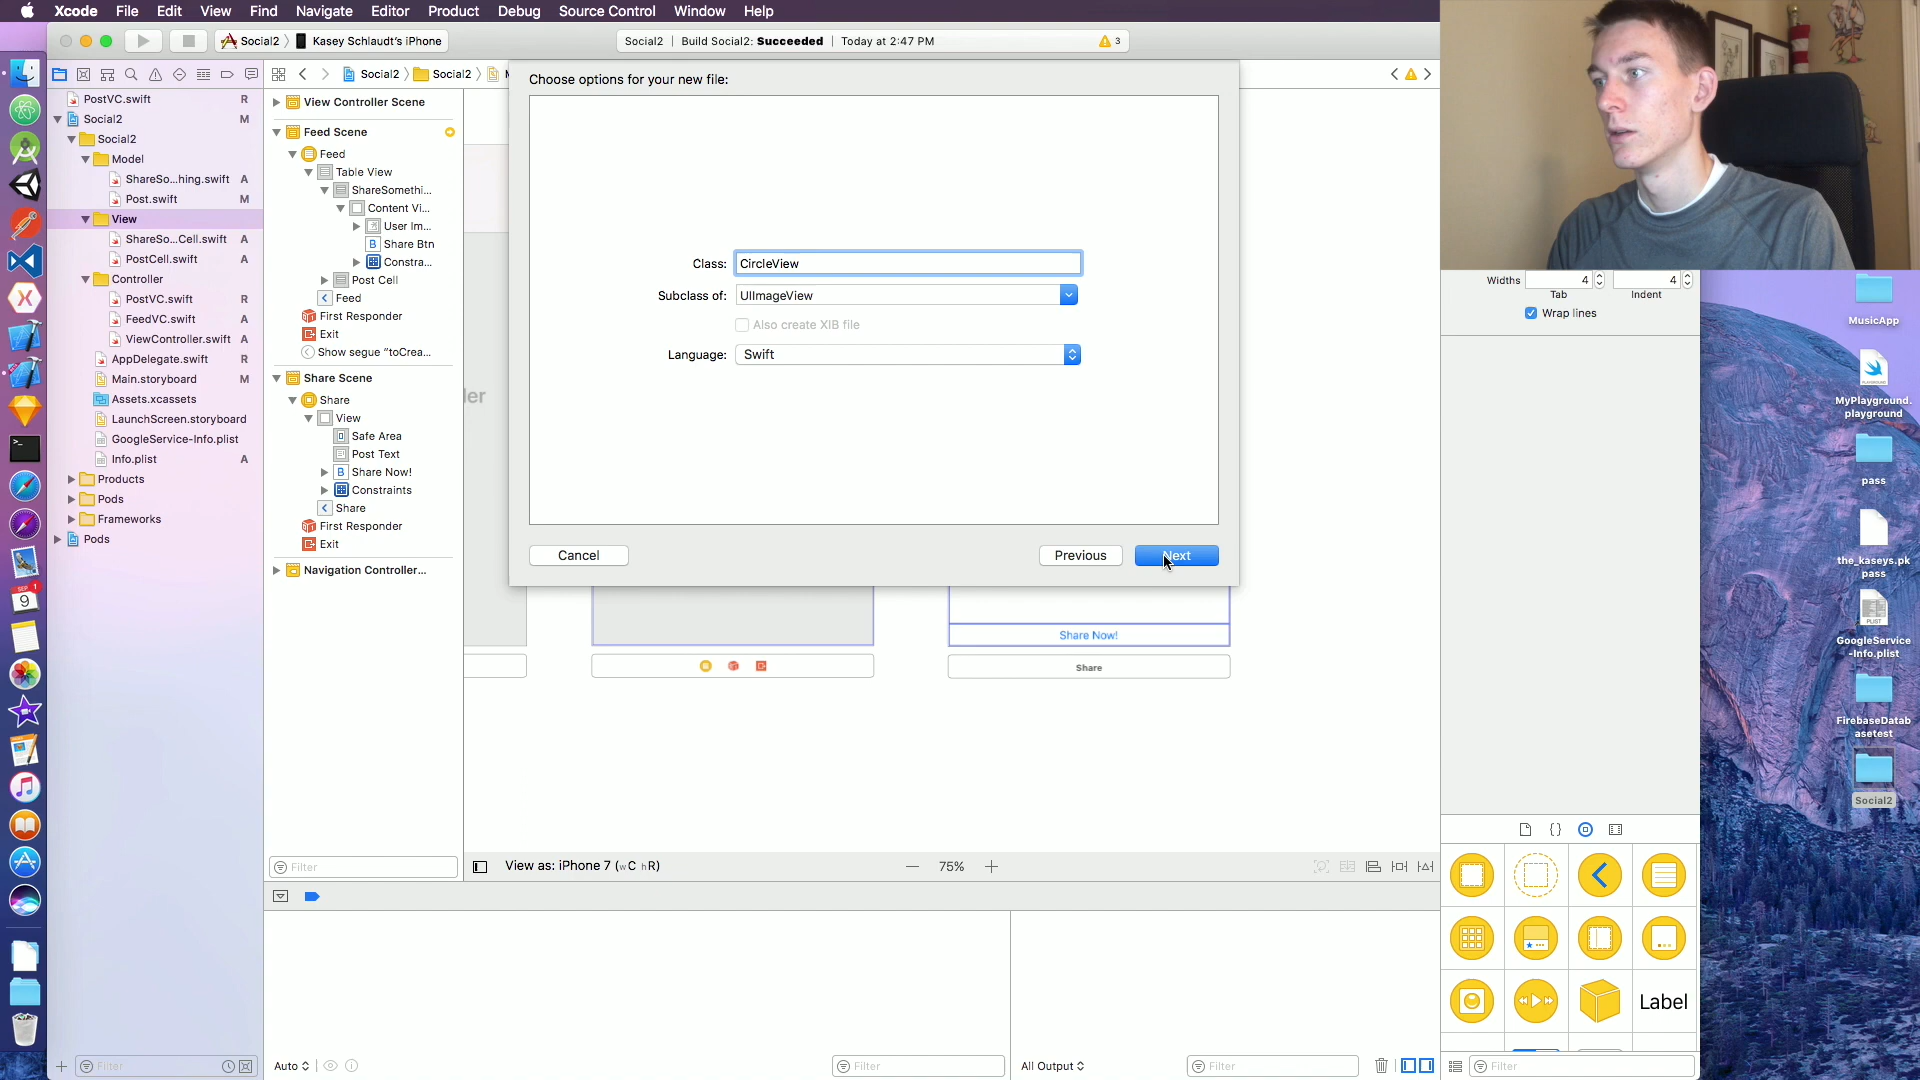 Xcode File Edit View Find Navigate Editor Product Debug Source Control Window Help
Social2 Kasey Schlaudt's iPhone
Social2 | Build Social2: Succeeded | Today at 2:47 PM
3
Social2 Social2 M
Choose options for your new file:
Class: CircleView
Subclass of: UIImageView
Also create XIB file
Language: Swift
Cancel
Previous
Next
PostVC.swift R
Social2 M
Social2
Model
ShareSo...hing.swift A
Post.swift M
View
ShareSo...Cell.swift A
PostCell.swift A
Controller
PostVC.swift R
FeedVC.swift A
ViewController.swift A
AppDelegate.swift R
Main.storyboard M
Assets.xcassets
LaunchScreen.storyboard
GoogleService-Info.plist
Info.plist A
Products
Pods
Frameworks
Pods
View Controller Scene
Feed Scene
Feed
Table View
ShareSomethi...
Content Vi...
User Im...
B Share Btn
Constra...
Post Cell
Feed
First Responder
Exit
Show segue "toCrea...
Share Scene
Share
View
Safe Area
Post Text
B Share Now!
Constraints
Share
First Responder
Exit
Navigation Controller...
ler
Share Now!
Share
Filter
View as: iPhone 7 (wC hR)
75%
Widths 4 4
Tab Indent
Wrap lines
MusicApp
PLAYGROUND
MyPlayground.
playground
pass
the_kaseys.pk
pass
PLIST
GoogleService
-Info.plist
FirebaseDatab
asetest
Social2
{}
Label
SEP
9
1
Filter
Auto
Filter
All Output
Filter
Filter